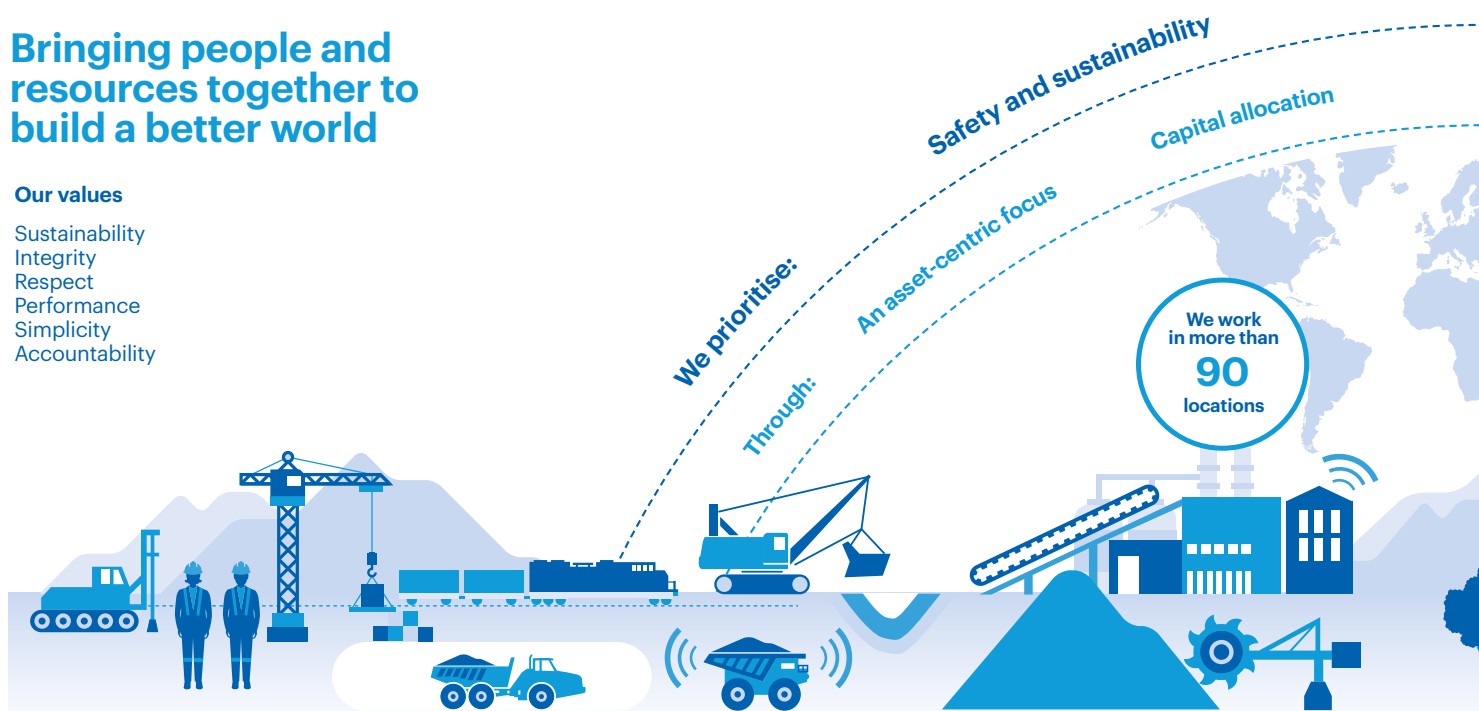 Bringing people and
resources together to
build a better world
Our values
Sustainability
Integrity
Respect
Performance
Simplicity
Accountability
We prioritise:
Safety and sustainability
Through:
An asset-centric focus
Capital allocation
We work
in more than
90
locations